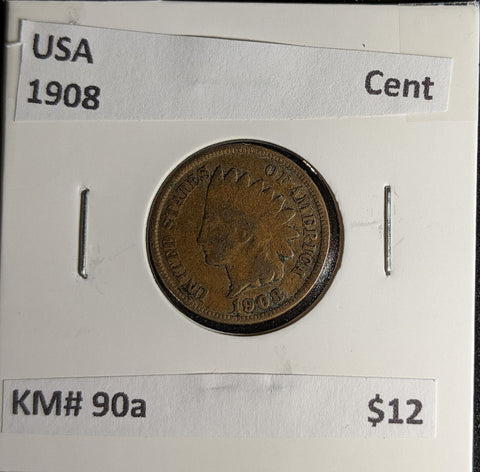 USA
1908 Cent
UNITED STATES OF AMERICA
1908
KM# 90a $12